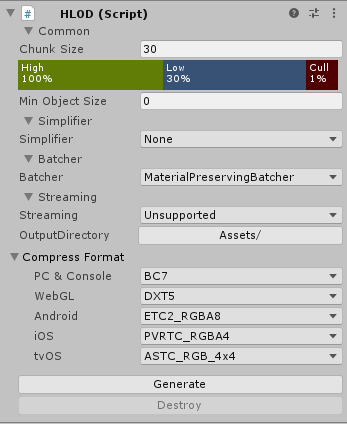 # HLOD (Script)
Common
Chunk Size 30
High Low Cull
100% 30% 1%
Min Object Size 0
Simplifier
Simplifier None
Batcher
Batcher MaterialPreservingBatcher
Streaming
Streaming Unsupported
OutputDirectory Assets/
Compress Format
PC & Console BC7
WebGL DXT5
Android ETC2_RGBA8
iOS PVRTC_RGBA4
tvOS ASTC_RGB_4x4
Generate
Destroy